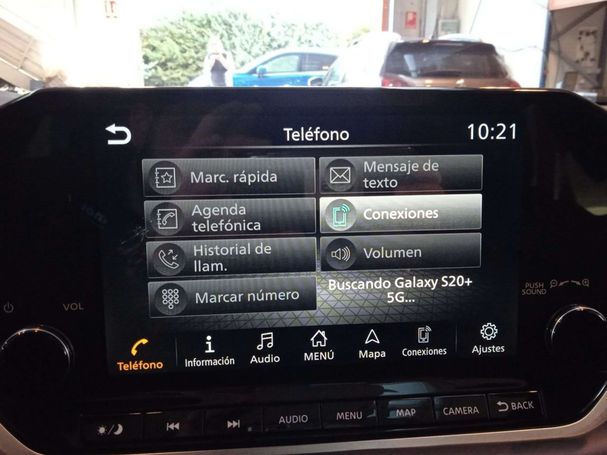 Teléfono
10:21
Marc. rápida
Mensaje de
texto
Agenda
telefónica
Conexiones
Historial de
llam.
Volumen
Marcar número
Buscando Galaxy S20+
5G...
VOL
PUSH
SOUND
Teléfono
Información
Audio
MENÚ
Mapa
Conexiones
Ajustes
AUDIO
MENU
MAP
CAMERA
BACK